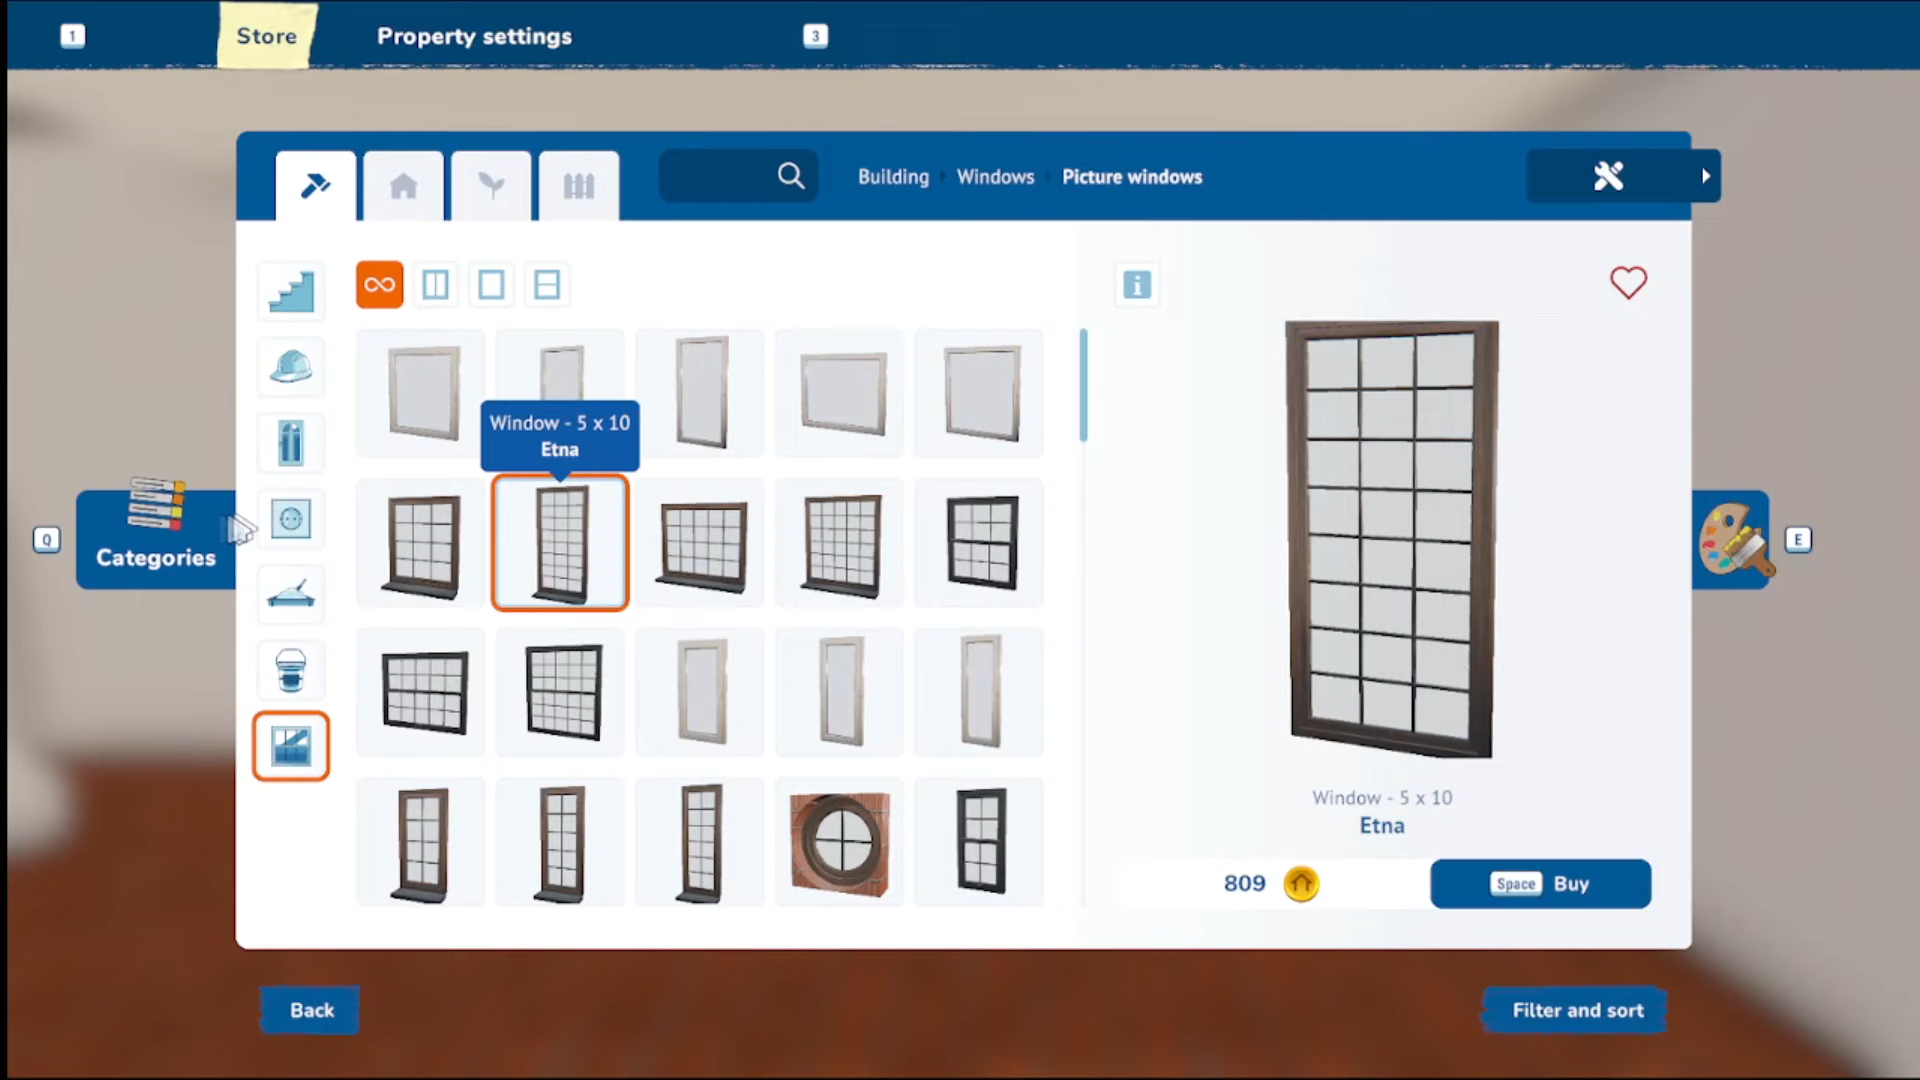 1
Store
Property settings
3
Building
Windows
Picture windows
Window - 5 x 10
Etna
Q
Categories
E
Window - 5 x 10
Etna
809
Space
Buy
Back
Filter and sort